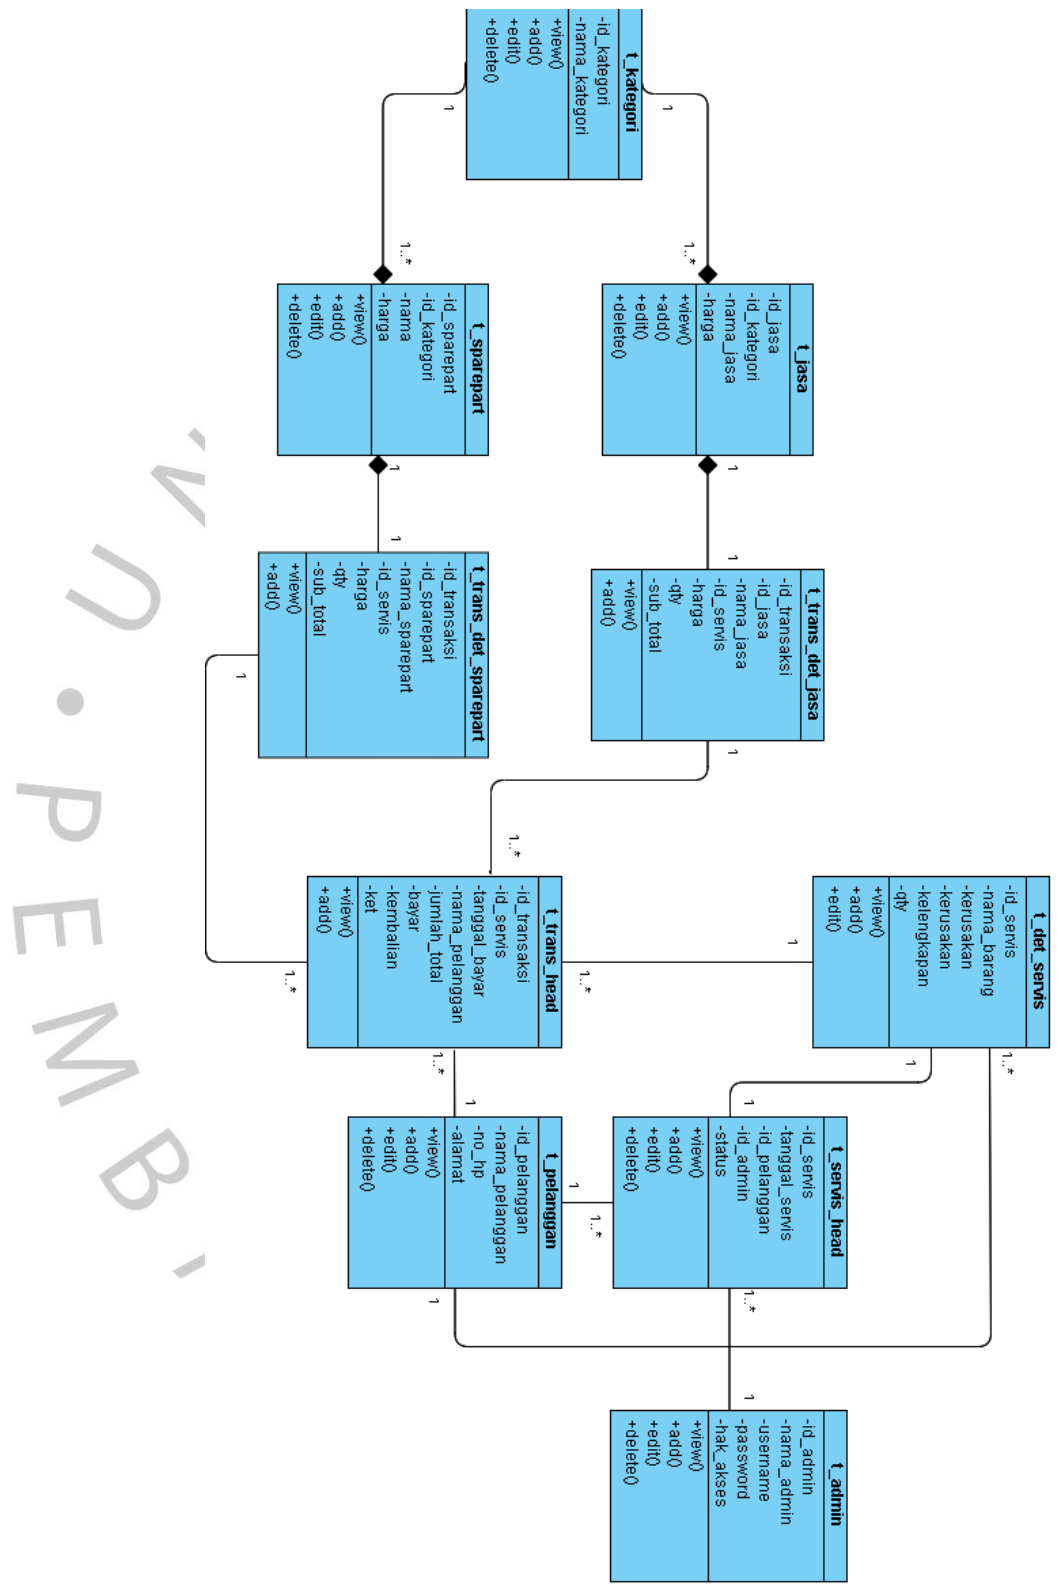 t_kategori
-id_kategori
-nama_kategori
+view()
+add()
+edit()
+delete()
1
1
1..*
1..*
t_jasa
-id_jasa
-id_kategori
-nama_jasa
-harga
+view()
+add()
+edit()
+delete()
1
1
t_sparepart
-id_sparepart
-id_kategori
-nama
-harga
+view()
+add()
+edit()
+delete()
1
1
t_trans_det_jasa
-id_transaksi
-id_jasa
-nama_jasa
-id_servis
-harga
-qty
-sub_total
+view()
+add()
1
1..*
t_trans_det_sparepart
-id_transaksi
-id_sparepart
-nama_sparepart
-id_servis
-harga
-qty
-sub_total
+view()
+add()
1
1..*
t_det_servis
-id_servis
-nama_barang
-kerusakan
-kerusakan
-kelengkapan
-qty
+view()
+add()
+edit()
1
1..*
1
1..*
t_trans_head
-id_transaksi
-id_servis
-tanggal_bayar
-nama_pelanggan
-jumlah_total
-bayar
-kembalian
-ket
+view()
+add()
1..*
1
t_servis_head
-id_servis
-tanggal_servis
-id_pelanggan
-id_admin
-status
+view()
+add()
+edit()
+delete()
1
1..*
1..*
t_pelanggan
-id_pelanggan
-nama_pelanggan
-no_hp
-alamat
+view()
+add()
+edit()
+delete()
1
1
t_admin
-id_admin
-nama_admin
-username
-password
-hak_akses
+view()
+add()
+edit()
+delete()
1
U • P E M B